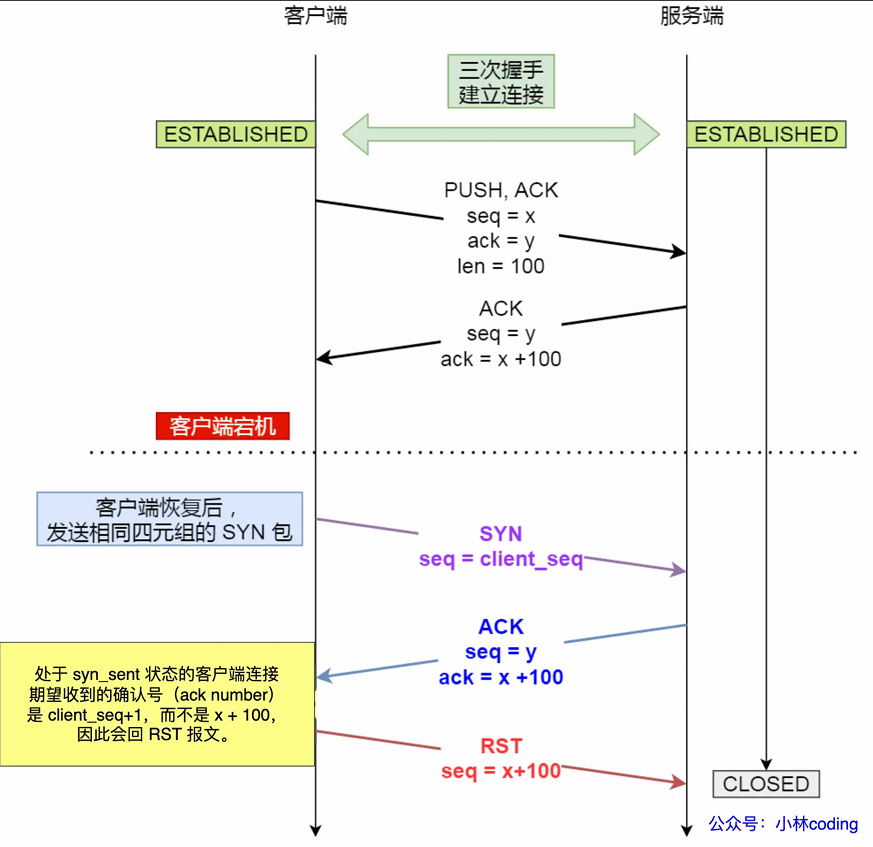 客户端
服务端
三次握手
建立连接
ESTABLISHED
ESTABLISHED
PUSH, ACK
seq = x
ack = y
len = 100
ACK
seq = y
ack = x +100
客户端宕机
客户端恢复后，
发送相同四元组的 SYN 包
SYN
seq = client_seq
ACK
seq = y
ack = x +100
处于 syn_sent 状态的客户端连接
期望收到的确认号（ack number）
是 client_seq+1，而不是 x + 100，
因此会回 RST 报文。
RST
seq = x+100
CLOSED
公众号：小林coding